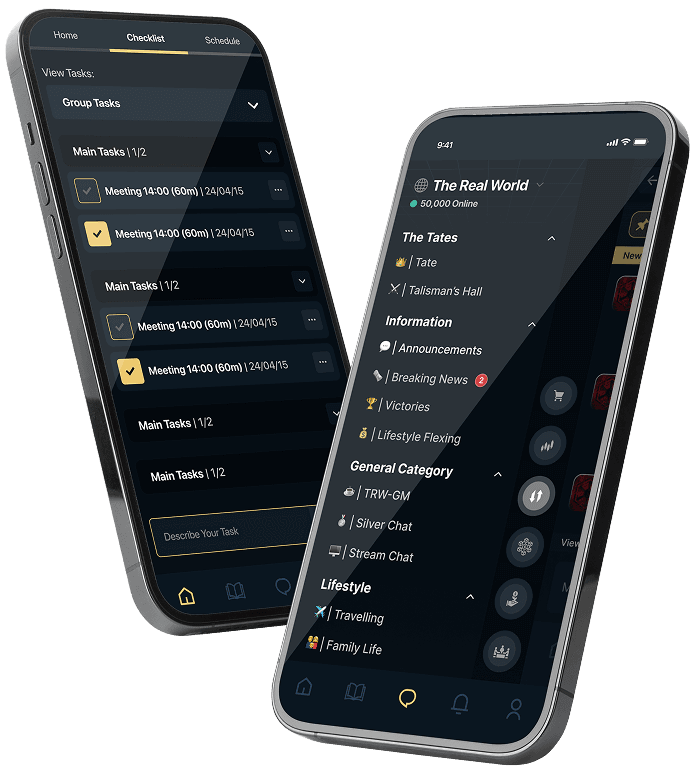 Home
Checklist
Schedule
View Tasks:
Group Tasks
Main Tasks | 1/2
Meeting 14:00 (60m) | 24/04/15
Meeting 14:00 (60m) | 24/04/15
Main Tasks | 1/2
Meeting 14:00 (60m) | 24/04/15
Meeting 14:00 (60m) | 24/04/15
Main Tasks | 1/2
Main Tasks | 1/2
Describe Your Task
9:41
The Real World
50,000 Online
The Tates
| Tate
| Talisman's Hall
Information
| Announcements
| Breaking News 2
| Victories
| Lifestyle Flexing
General Category
| TRW-GM
| Silver Chat
| Stream Chat
Lifestyle
| Travelling
| Family Life
New
View